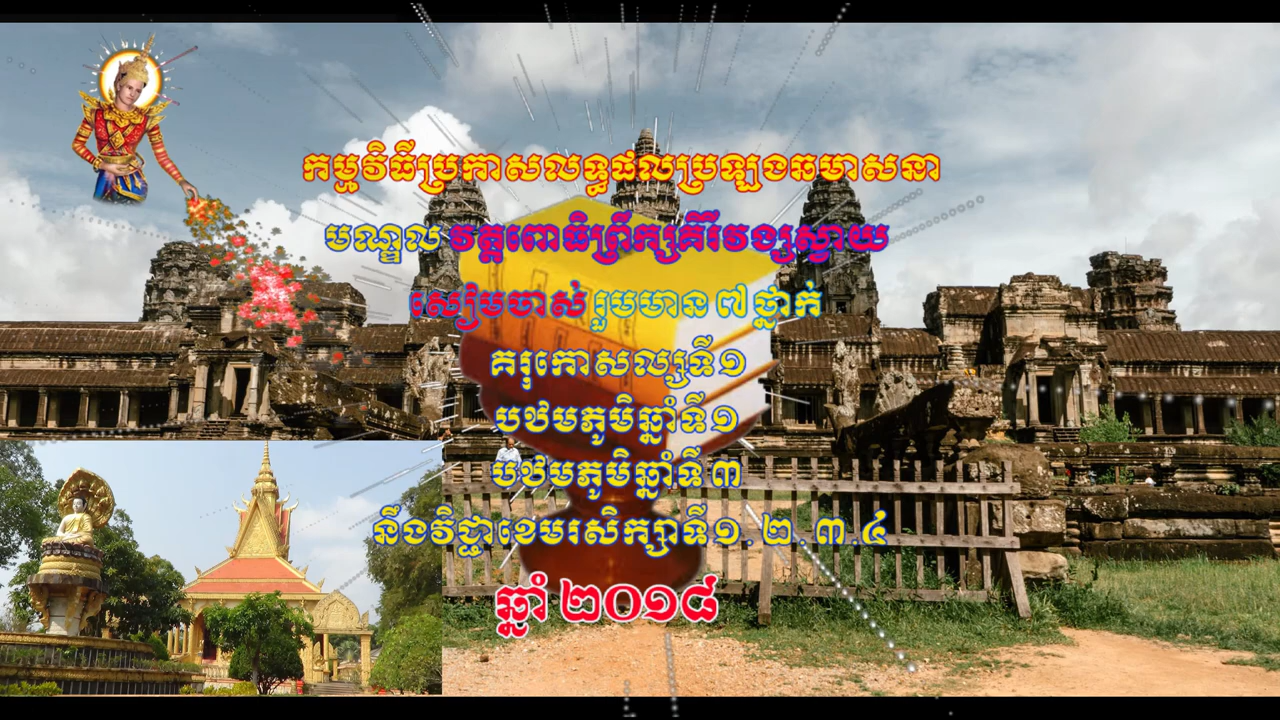 កម្មវិធីប្រកាសលទ្ធផលប្រឡងឆមាសនា
បណ្ឌល វត្តពោធិព្រឹក្សគិរីវង្សស្វាយ
សៀមចាស់ រួមមាន ៧ ថ្នាក់
គរុកោសល្យទី១
បឋមភូមិឆ្នាំទី១
បឋមភូមិឆ្នាំទី៣
នឹងវិជ្ជាខេមរសិក្សាទី១.២.៣.៤
ឆ្នាំ ២០១៨